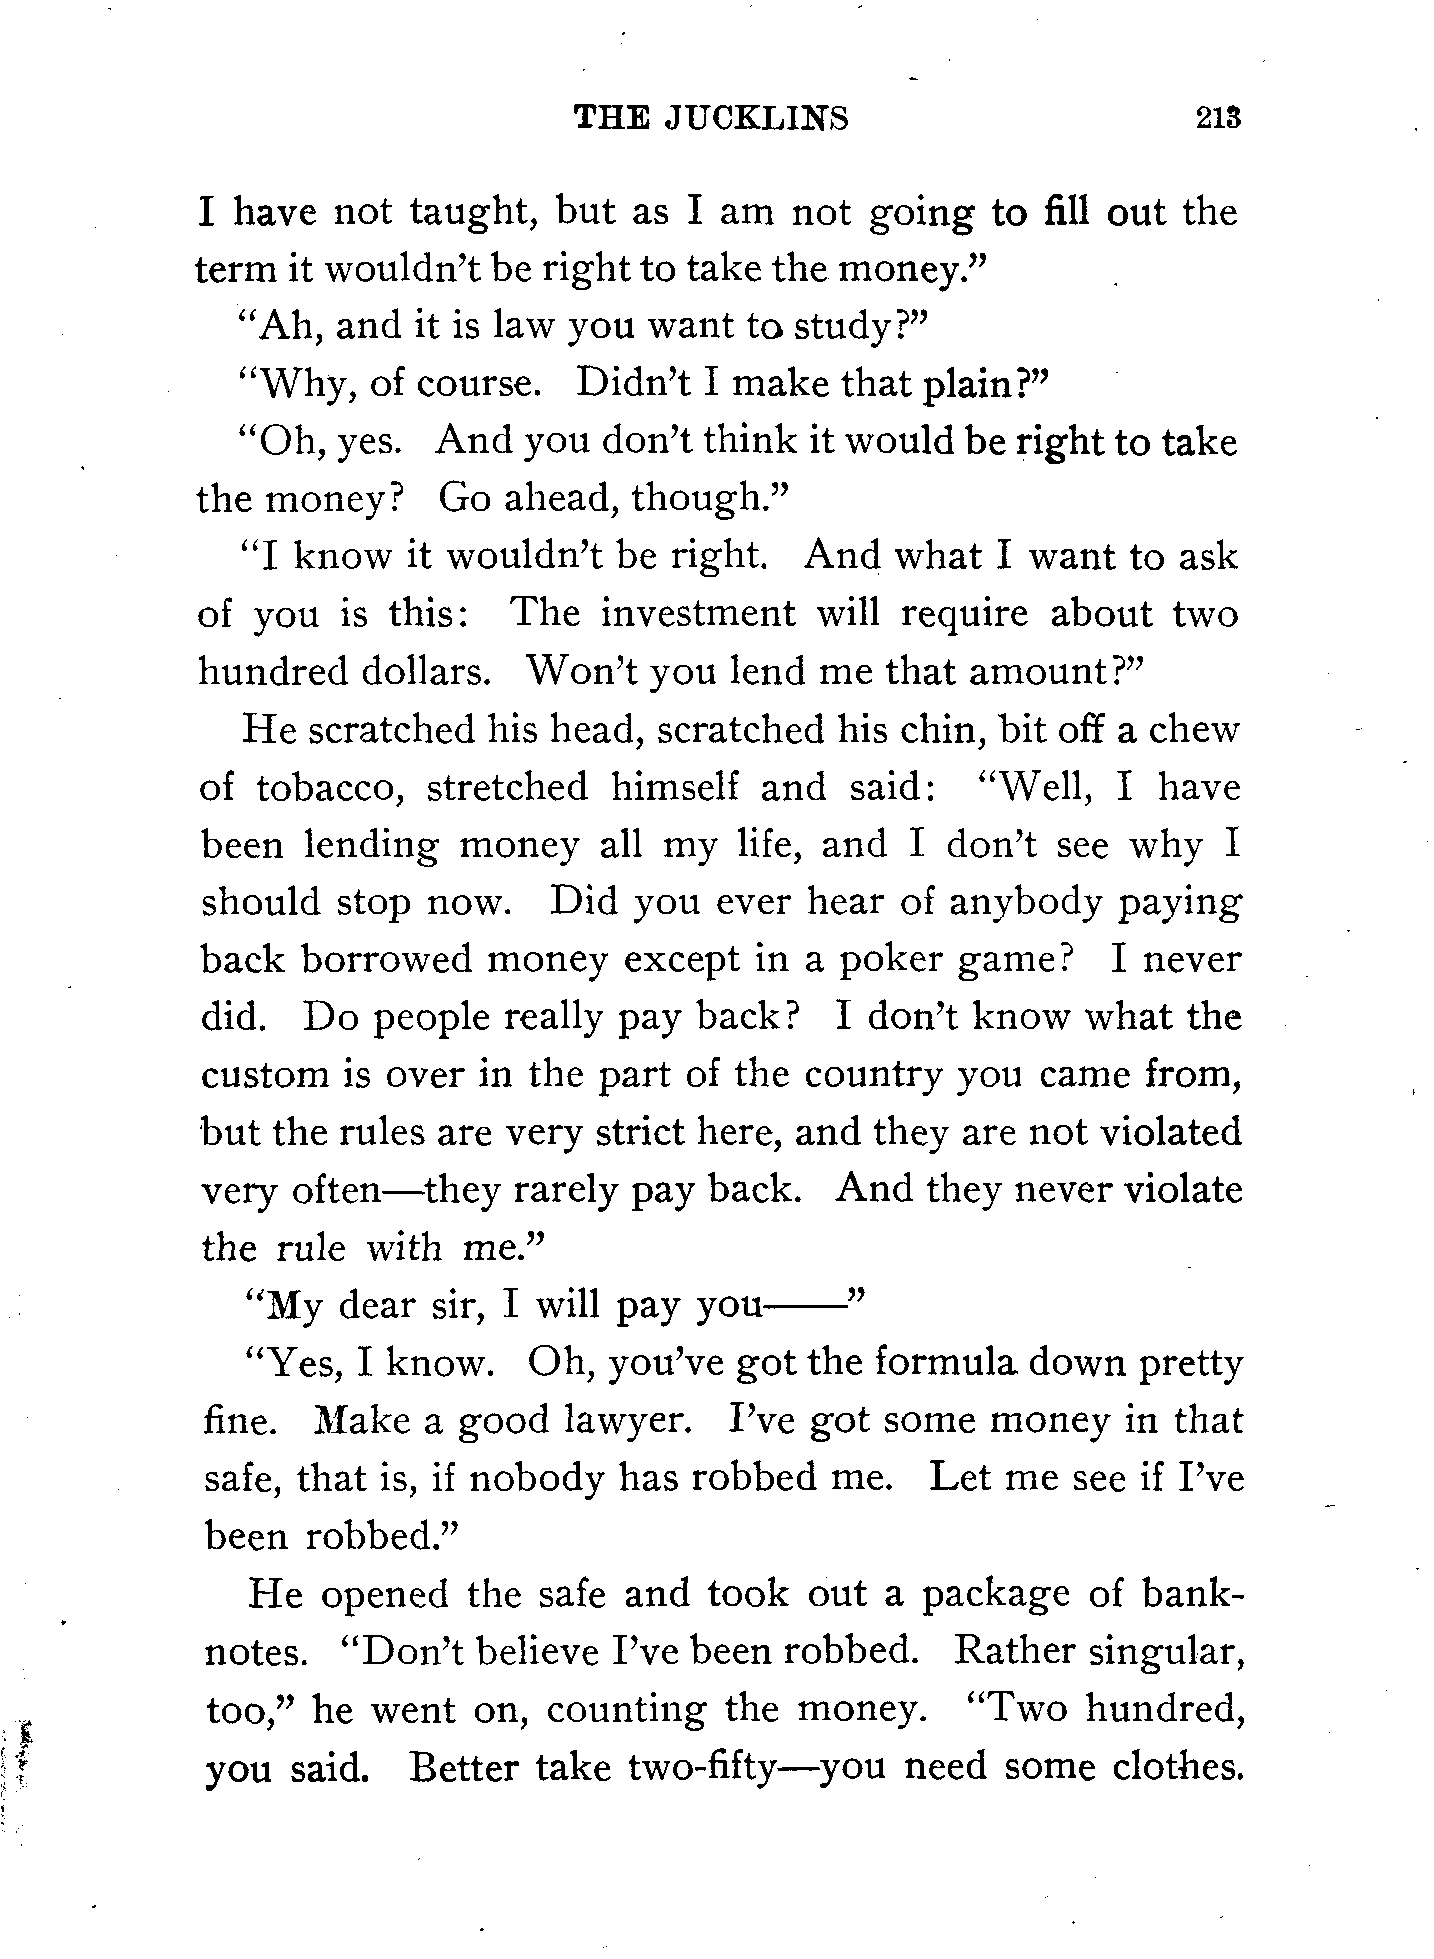 THE JUCKLINS 213
I have not taught, but as I am not going to fill out the
term it wouldn't be right to take the money.”
“Ah, and it is law you want to study?”
“Why, of course. Didn't I make that plain?”
“Oh, yes. And you don't think it would be right to take
the money? Go ahead, though.”
“I know it wouldn't be right. And what I want to ask
of you is this: The investment will require about two
hundred dollars. Won't you lend me that amount?”
He scratched his head, scratched his chin, bit off a chew
of tobacco, stretched himself and said: “Well, I have
been lending money all my life, and I don't see why I
should stop now. Did you ever hear of anybody paying
back borrowed money except in a poker game? I never
did. Do people really pay back? I don't know what the
custom is over in the part of the country you came from,
but the rules are very strict here, and they are not violated
very often—they rarely pay back. And they never violate
the rule with me.”
“My dear sir, I will pay you——”
“Yes, I know. Oh, you've got the formula down pretty
fine. Make a good lawyer. I've got some money in that
safe, that is, if nobody has robbed me. Let me see if I've
been robbed.”
He opened the safe and took out a package of bank-
notes. “Don't believe I've been robbed. Rather singular,
too,” he went on, counting the money. “Two hundred,
you said. Better take two-fifty—you need some clothes.